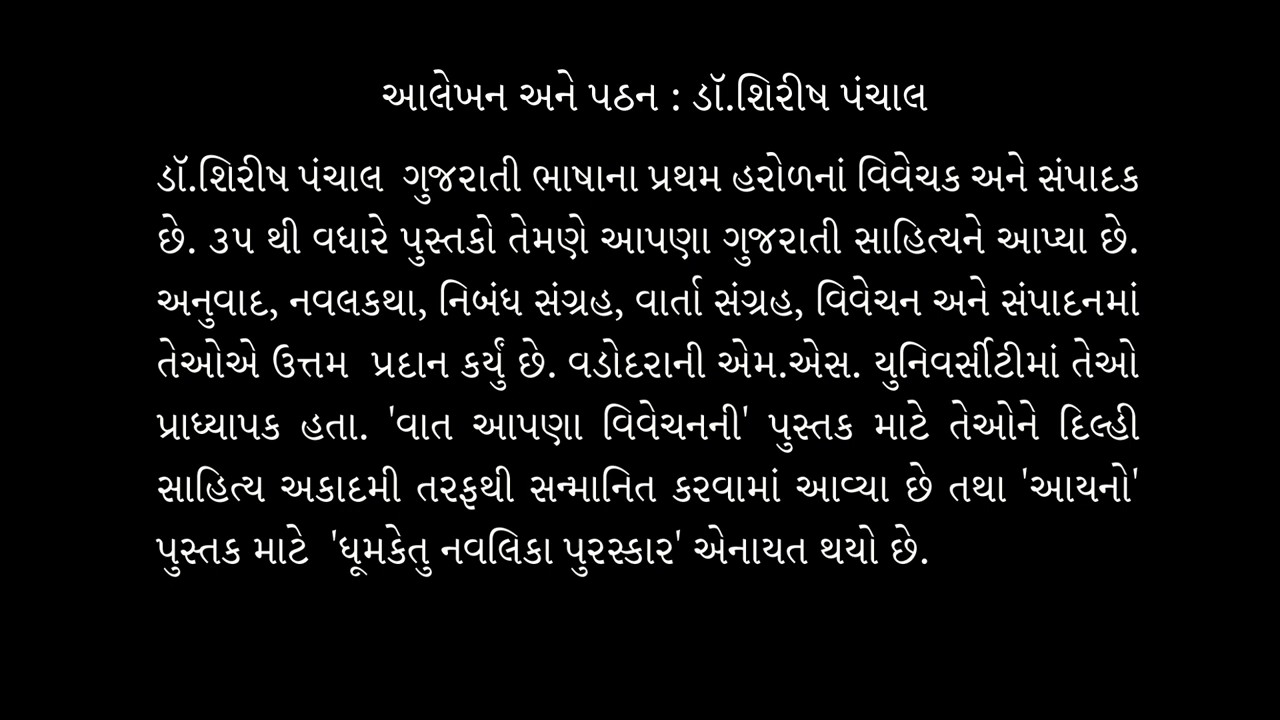 આલેખન અને પઠન : ડૉ.શિરીષ પંચાલ
ડૉ.શિરીષ પંચાલ ગુજરાતી ભાષાના પ્રથમ હરોળનાં વિવેચક અને સંપાદક
છે. ૩૫ થી વધારે પુસ્તકો તેમણે આપણા ગુજરાતી સાહિત્યને આપ્યા છે.
અનુવાદ, નવલકથા, નિબંધ સંગ્રહ, વાર્તા સંગ્રહ, વિવેચન અને સંપાદનમાં
તેઓએ ઉત્તમ પ્રદાન કર્યું છે. વડોદરાની એમ.એસ. યુનિવર્સીટીમાં તેઓ
પ્રાધ્યાપક હતા. 'વાત આપણા વિવેચનની' પુસ્તક માટે તેઓને દિલ્હી
સાહિત્ય અકાદમી તરફથી સન્માનિત કરવામાં આવ્યા છે તથા 'આયનો'
પુસ્તક માટે 'ધૂમકેતુ નવલિકા પુરસ્કાર' એનાયત થયો છે.